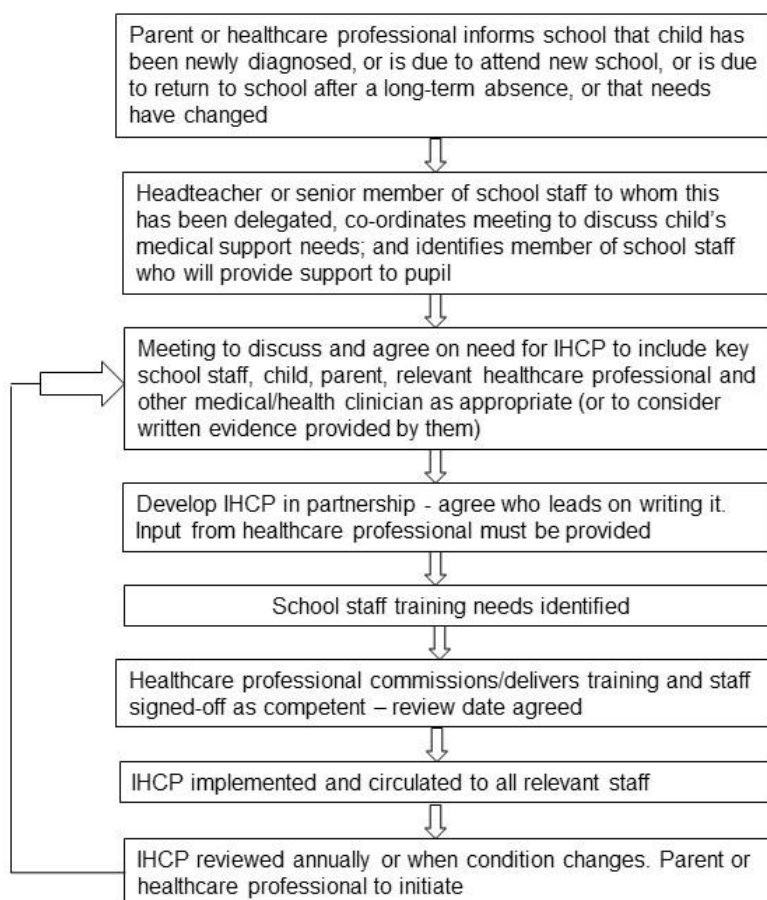 Parent or healthcare professional informs school that child has
been newly diagnosed, or is due to attend new school, or is due
to return to school after a long-term absence, or that needs
have changed
Headteacher or senior member of school staff to whom this
has been delegated, co-ordinates meeting to discuss child's
medical support needs; and identifies member of school staff
who will provide support to pupil
Meeting to discuss and agree on need for IHCP to include key
school staff, child, parent, relevant healthcare professional and
other medical/health clinician as appropriate (or to consider
written evidence provided by them)
Develop IHCP in partnership - agree who leads on writing it.
Input from healthcare professional must be provided
School staff training needs identified
Healthcare professional commissions/delivers training and staff
signed-off as competent – review date agreed
IHCP implemented and circulated to all relevant staff
IHCP reviewed annually or when condition changes. Parent or
healthcare professional to initiate